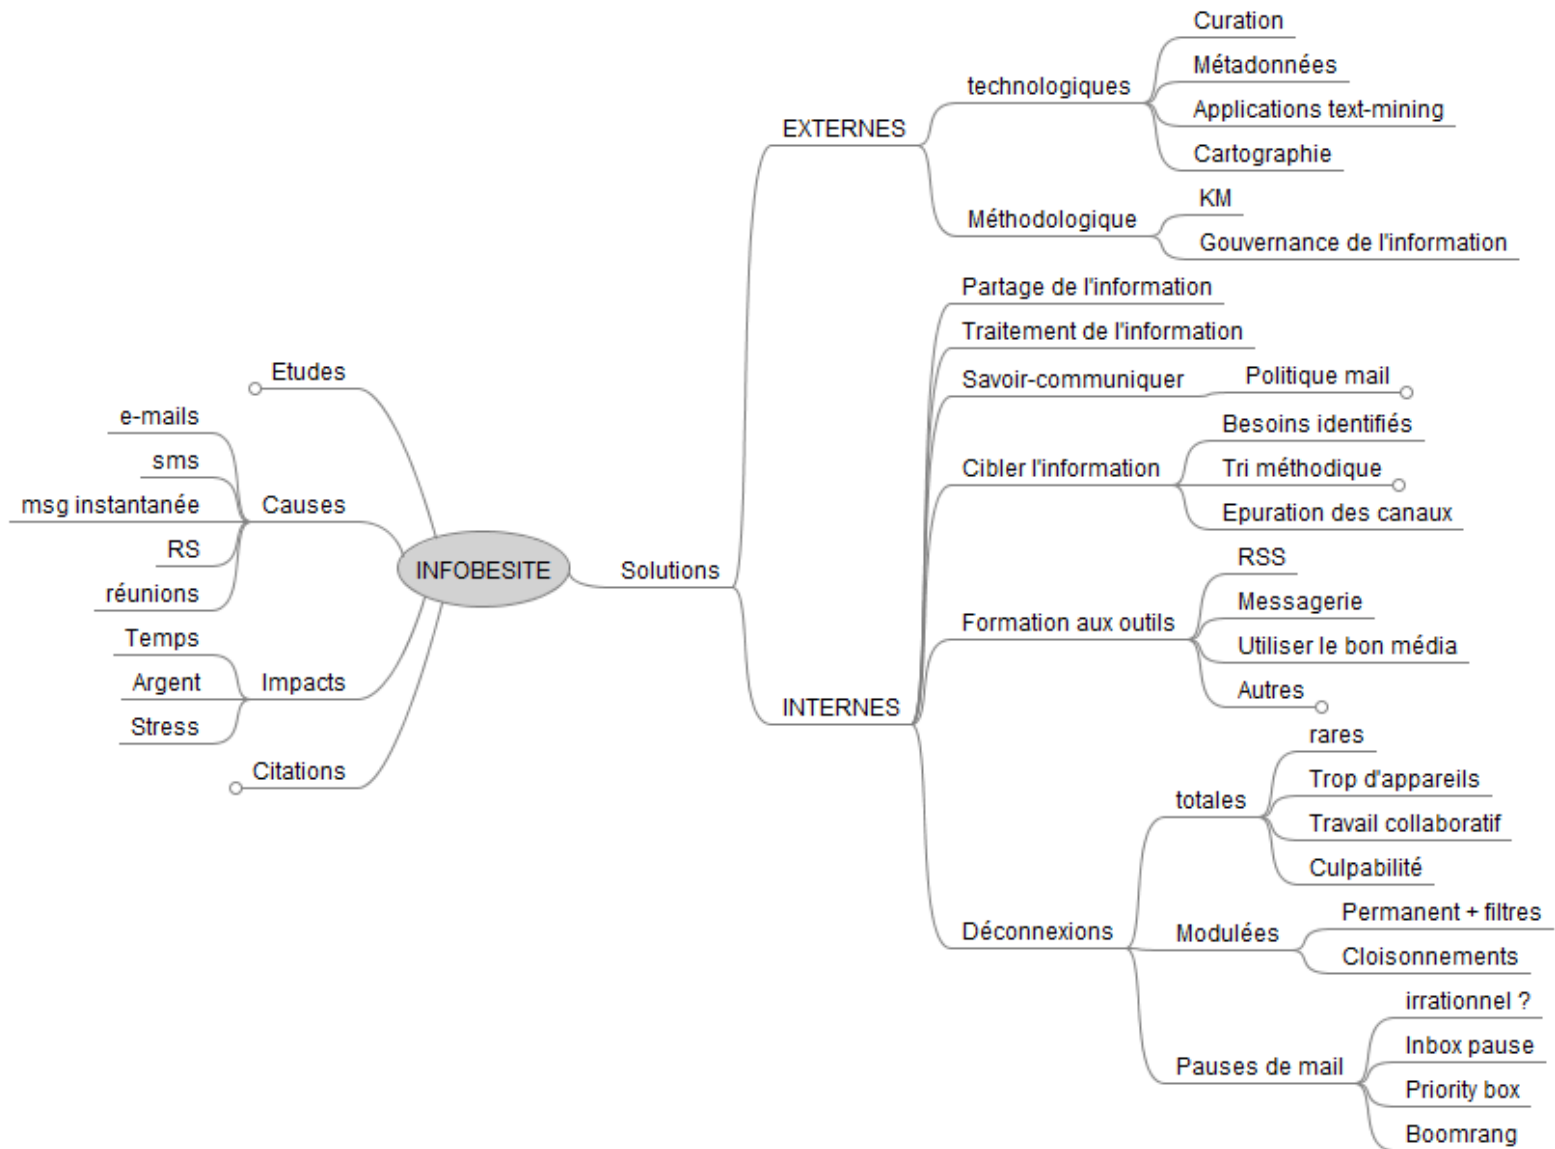 INFOBESITE
Etudes
Causes
e-mails
sms
msg instantanée
RS
réunions
Impacts
Temps
Argent
Stress
Citations
Solutions
EXTERNES
technologiques
Curation
Métadonnées
Applications text-mining
Cartographie
Méthodologique
KM
Gouvernance de l'information
INTERNES
Partage de l'information
Traitement de l'information
Savoir-communiquer
Politique mail
Cibler l'information
Besoins identifiés
Tri méthodique
Epuration des canaux
Formation aux outils
RSS
Messagerie
Utiliser le bon média
Autres
Déconnexions
totales
rares
Trop d'appareils
Travail collaboratif
Culpabilité
Modulées
Permanent + filtres
Cloisonnements
Pauses de mail
irrationnel ?
Inbox pause
Priority box
Boomrang